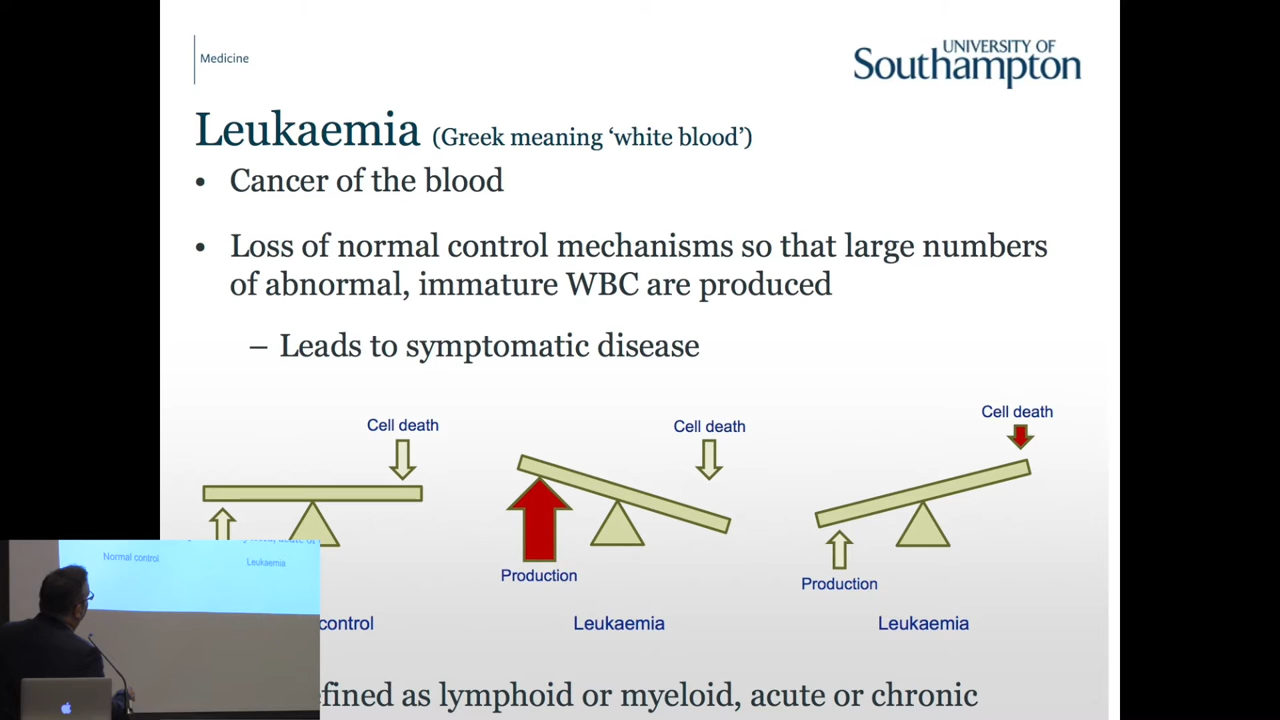 Medicine
UNIVERSITY OF
Southampton
Leukaemia (Greek meaning ‘white blood’)
• Cancer of the blood
• Loss of normal control mechanisms so that large numbers
of abnormal, immature WBC are produced
– Leads to symptomatic disease
Cell death
Cell death
Cell death
Production
Production
control
Leukaemia
Leukaemia
Normal control
Leukaemia
efined as lymphoid or myeloid, acute or chronic